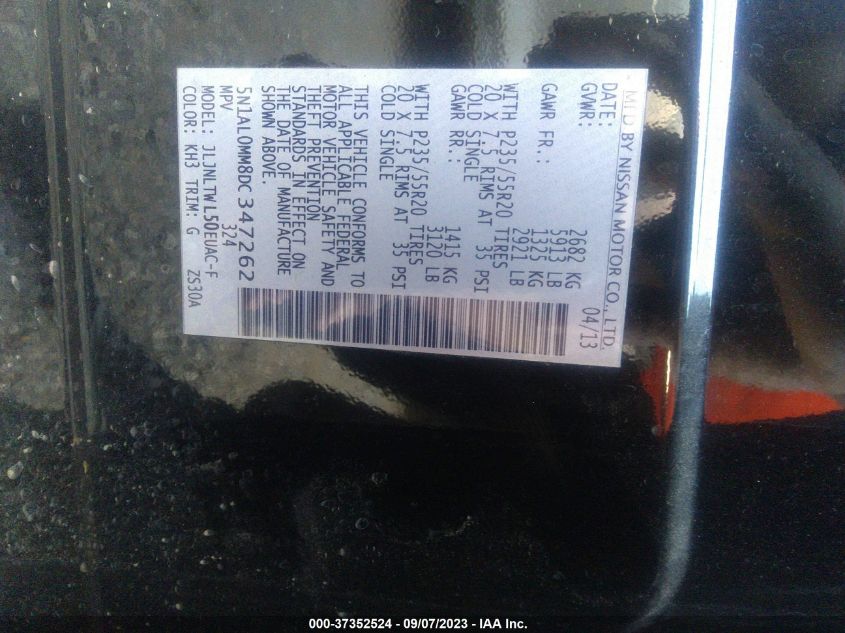 MFD BY NISSAN MOTOR CO., LTD.
DATE: 04/13
GVWR: 2682 KG
5913 LB
GAWR FR.: 1325 KG
2921 LB
WITH P235/55R20 TIRES
20 X 7.5 RIMS AT 35 PSI
COLD SINGLE
GAWR RR.: 1415 KG
3120 LB
WITH P235/55R20 TIRES
20 X 7.5 RIMS AT 35 PSI
COLD SINGLE
THIS VEHICLE CONFORMS TO
ALL APPLICABLE FEDERAL
MOTOR VEHICLE SAFETY AND
THEFT PREVENTION
STANDARDS IN EFFECT ON
THE DATE OF MANUFACTURE
SHOWN ABOVE.
5N1AL0MM8DC347262
MPV 324
MODEL: JLJNLTWL50EUAC-F
COLOR: KH3 TRIM: G ZS30A
000-37352524 - 09/07/2023 - IAA Inc.